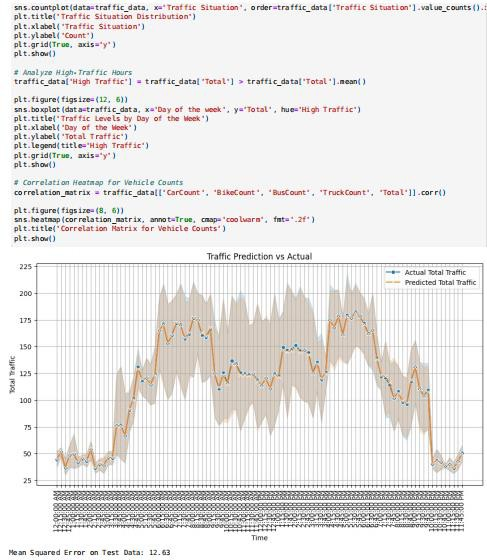 sns.countplot(data=traffic_data, x='Traffic Situation', order=traffic_data['Traffic Situation'].value_counts().
plt.title('Traffic Situation Distribution')
plt.xlabel('Traffic Situation')
plt.ylabel('Count')
plt.grid(True, axis='y')
plt.show()
# Analyze High-Traffic Hours
traffic_data['High Traffic'] = traffic_data['Total'] > traffic_data['Total'].mean()
plt.figure(figsize=(12, 6))
sns.boxplot(data=traffic_data, x='Day of the week', y='Total', hue='High Traffic')
plt.title('Traffic Levels by Day of the Week')
plt.xlabel('Day of the Week')
plt.ylabel('Total Traffic')
plt.legend(title='High Traffic')
plt.grid(True, axis='y')
plt.show()
# Correlation Heatmap for Vehicle Counts
correlation_matrix = traffic_data[['CarCount', 'BikeCount', 'BusCount', 'TruckCount', 'Total']].corr()
plt.figure(figsize=(8, 6))
sns.heatmap(correlation_matrix, annot=True, cmap='coolwarm', fmt='.2f')
plt.title('Correlation Matrix for Vehicle Counts')
plt.show()
Traffic Prediction vs Actual
225
200
175
150
125
100
75
50
25
Total Traffic
Actual Total Traffic
Predicted Total Traffic
Time
Mean Squared Error on Test Data: 12.63